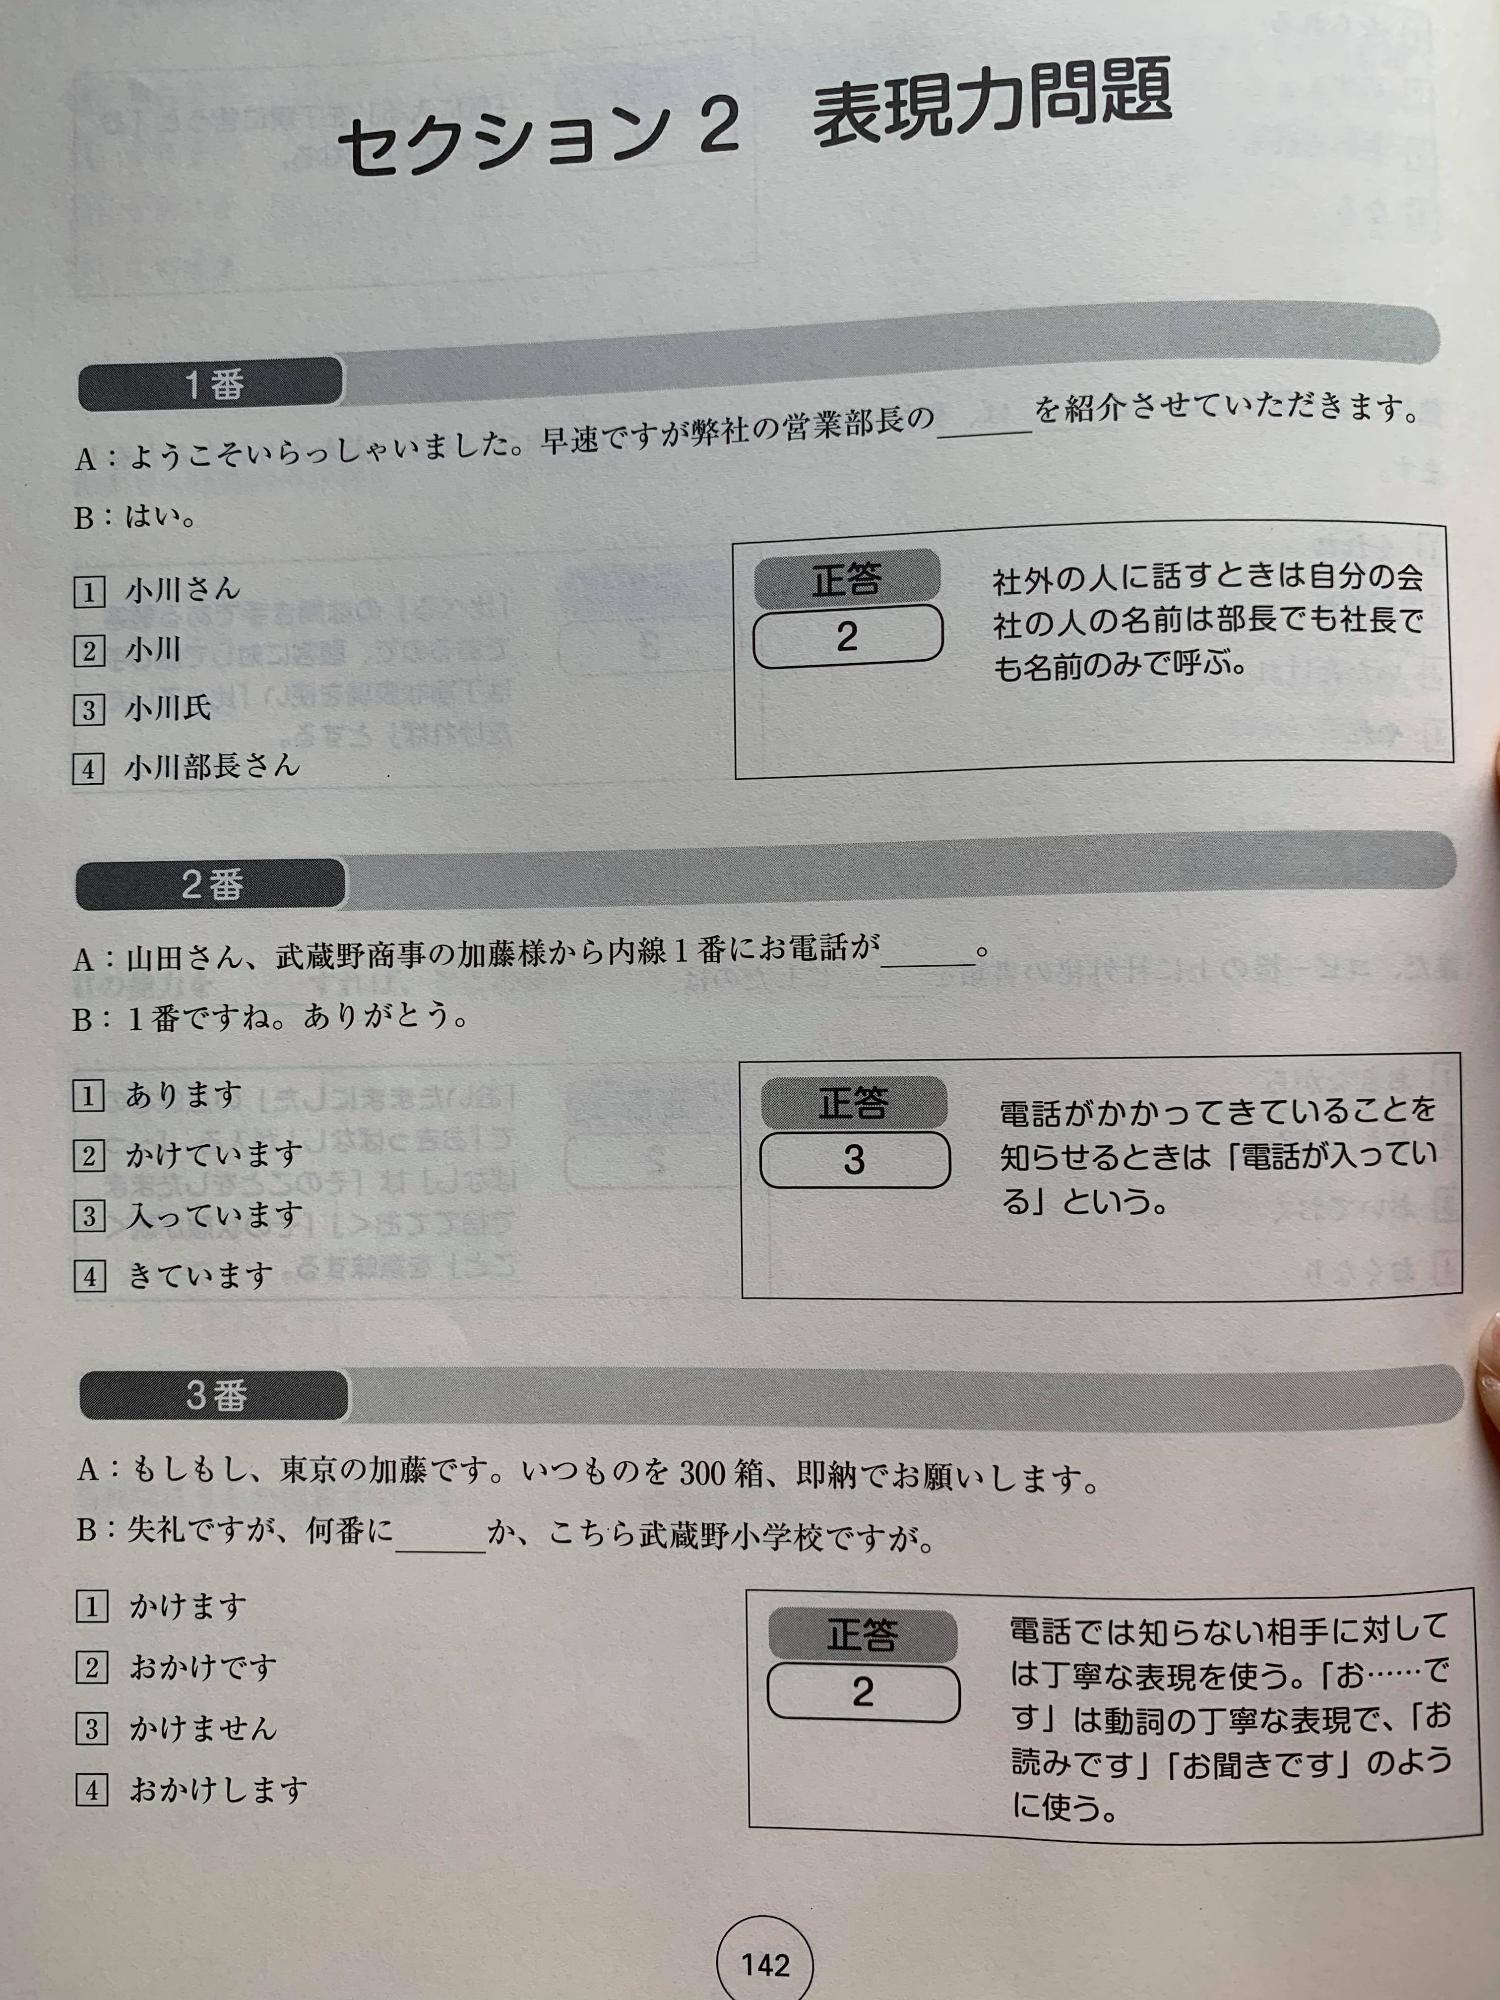 セクション 2　表現力問題
1番
A：ようこそいらっしゃいました。早速ですが弊社の営業部長の______を紹介させていただきます。
B：はい。
1 小川さん
2 小川
3 小川氏
4 小川部長さん
正答
2
社外の人に話すときは自分の会
社の人の名前は部長でも社長で
も名前のみで呼ぶ。
2番
A：山田さん、武蔵野商事の加藤様から内線1番にお電話が______。
B：1番ですね。ありがとう。
1 あります
2 かけています
3 入っています
4 きています
正答
3
電話がかかってきていることを
知らせるときは「電話が入ってい
る」という。
3番
A：もしもし、東京の加藤です。いつものを300箱、即納でお願いします。
B：失礼ですが、何番に______か、こちら武蔵野小学校ですが。
1 かけます
2 おかけです
3 かけません
4 おかけします
正答
2
電話では知らない相手に対して
は丁寧な表現を使う。「お……で
す」は動詞の丁寧な表現で、「お
読みです」「お聞きです」のよう
に使う。
142